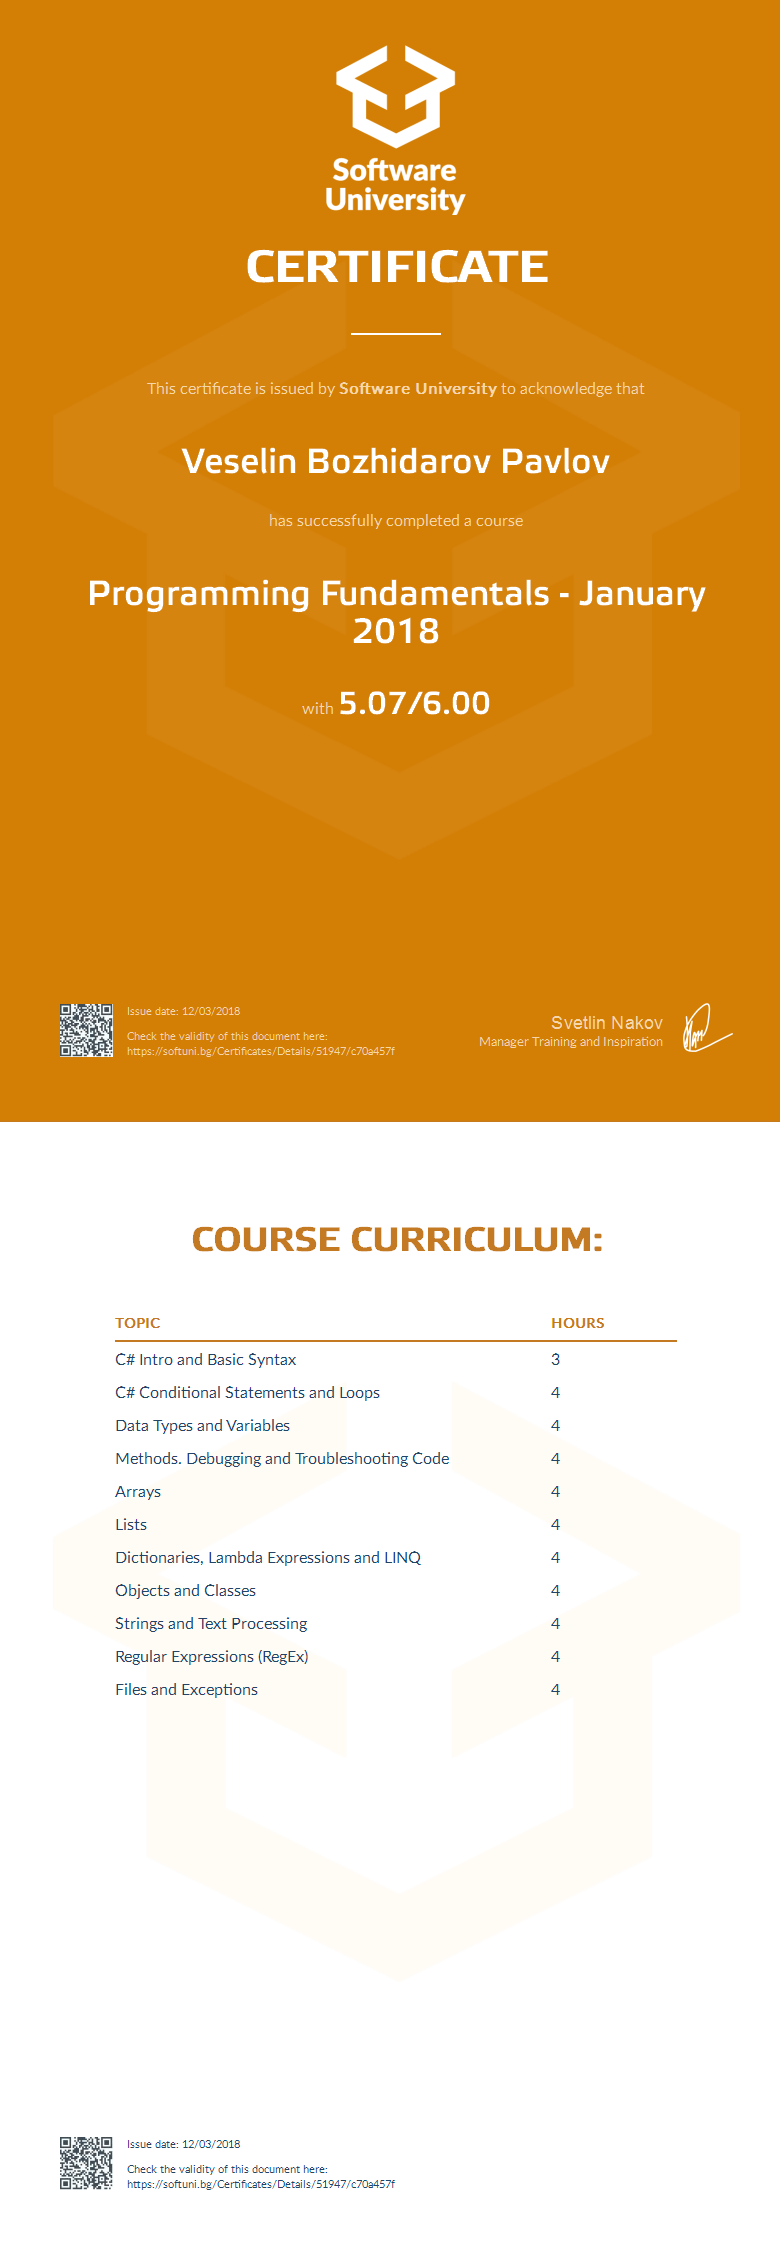 Software
University
CERTIFICATE
This certificate is issued by Software University to acknowledge that
Veselin Bozhidarov Pavlov
has successfully completed a course
Programming Fundamentals - January
2018
with 5.07/6.00
Issue date: 12/03/2018
Check the validity of this document here:
https://softuni.bg/Certificates/Details/51947/c70a457f
Svetlin Nakov
Manager Training and Inspiration
COURSE CURRICULUM:
TOPIC HOURS
C# Intro and Basic Syntax 3
C# Conditional Statements and Loops 4
Data Types and Variables 4
Methods. Debugging and Troubleshooting Code 4
Arrays 4
Lists 4
Dictionaries, Lambda Expressions and LINQ 4
Objects and Classes 4
Strings and Text Processing 4
Regular Expressions (RegEx) 4
Files and Exceptions 4
Issue date: 12/03/2018
Check the validity of this document here:
https://softuni.bg/Certificates/Details/51947/c70a457f